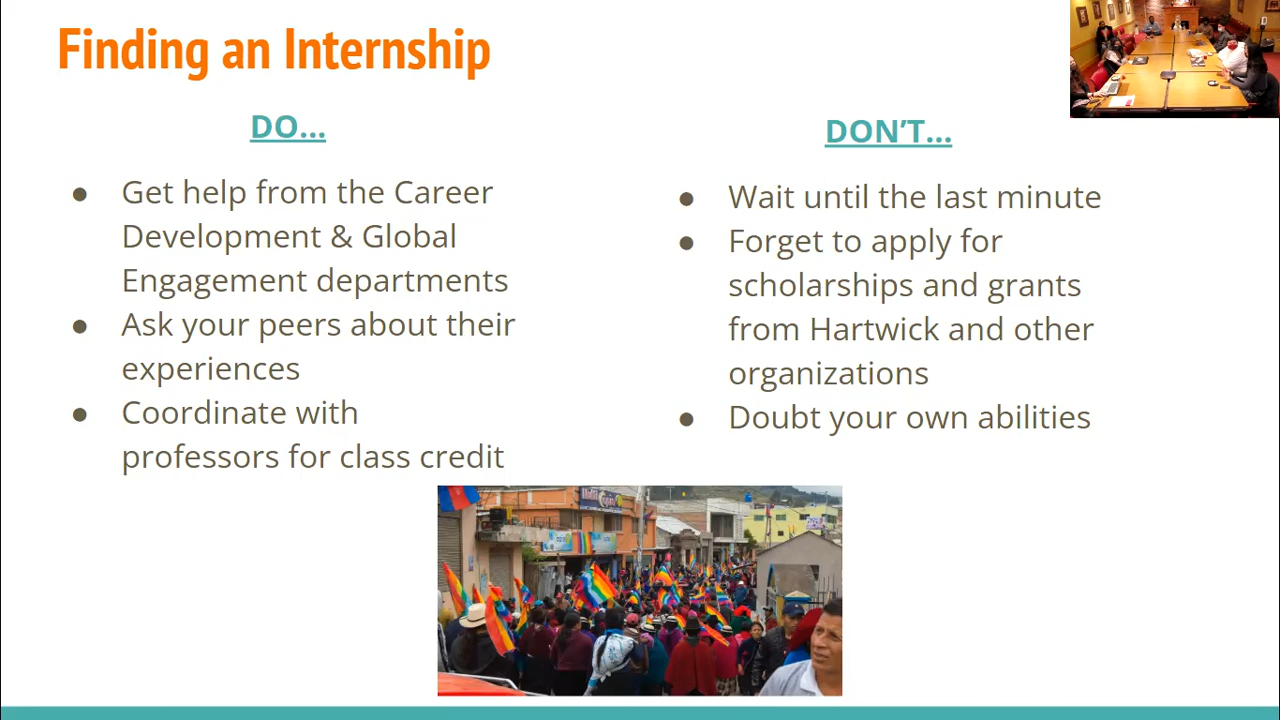 Finding an Internship
DO...
Get help from the Career
Development & Global
Engagement departments
Ask your peers about their
experiences
Coordinate with
professors for class credit
DON'T...
Wait until the last minute
Forget to apply for
scholarships and grants
from Hartwick and other
organizations
Doubt your own abilities